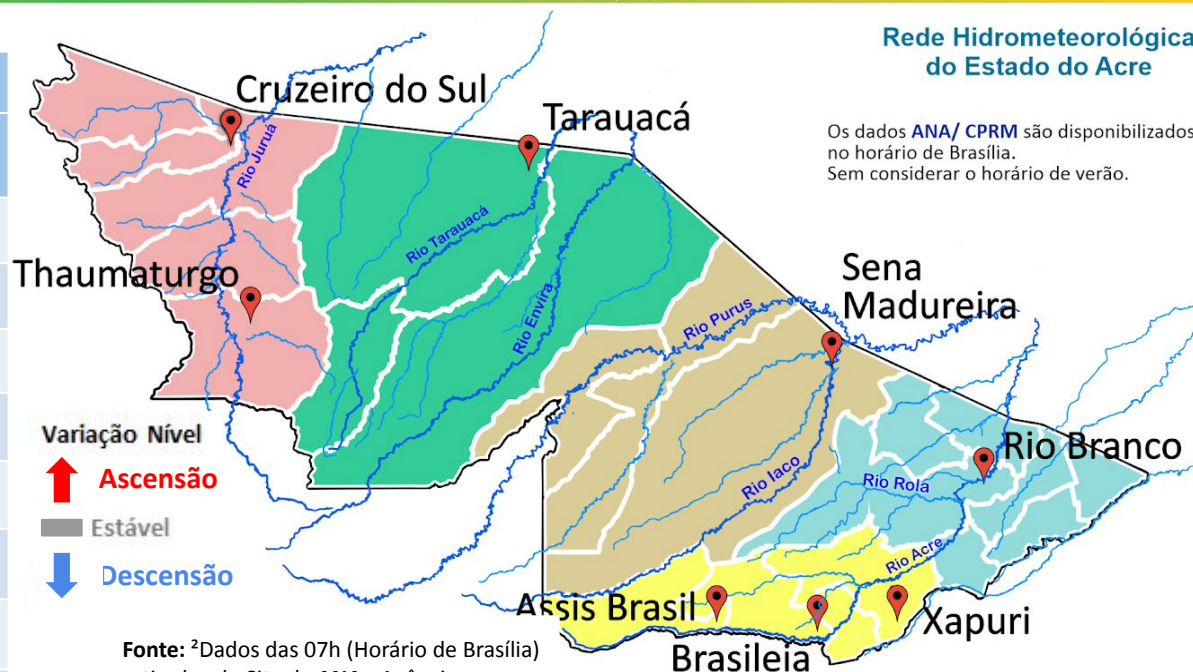 Rede Hidrometeorológica
do Estado do Acre
Os dados ANA/ CPRM são disponibilizados
no horário de Brasília.
Sem considerar o horário de verão.
Cruzeiro do Sul
Tarauacá
Rio Juruá
Rio Tarauacá
Thaumaturgo
Rio Envira
Rio Purus
Sena
Madureira
Variação Nível
Ascensão
Estável
Descensão
Rio Branco
Rio Rola
Rio Iaco
Rio Acre
Assis Brasil
Xapuri
Brasileia
Fonte: ²Dados das 07h (Horário de Brasília)